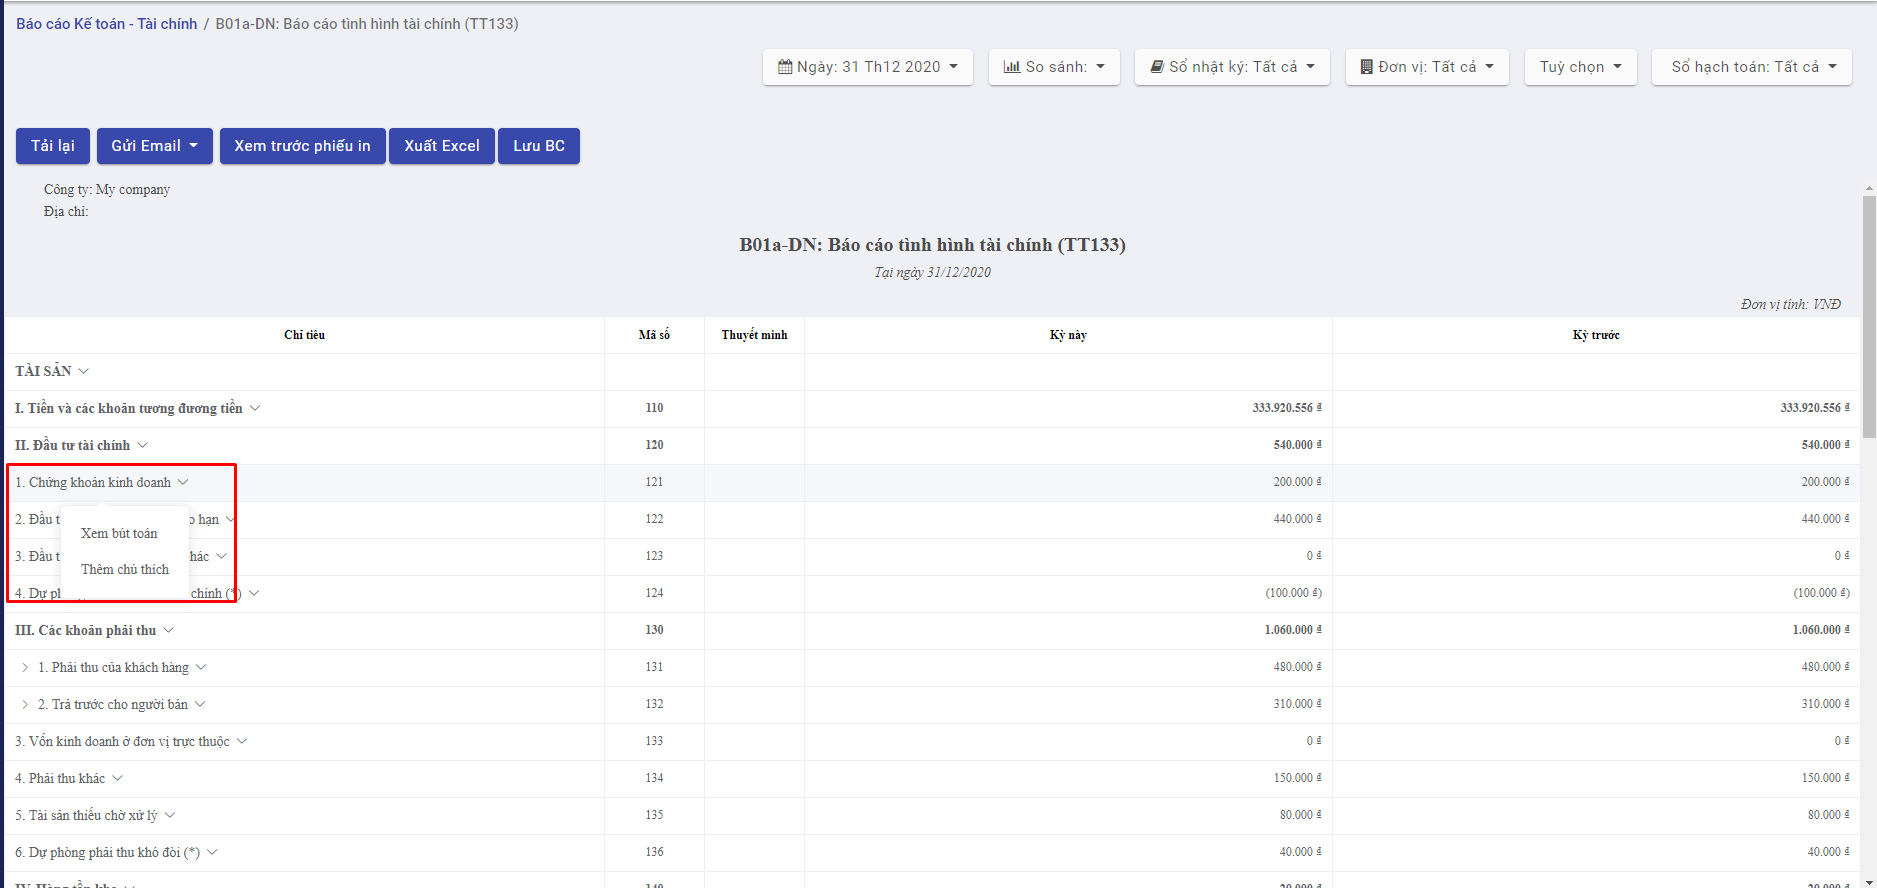 Báo cáo Kế toán - Tài chính / B01a-DN: Báo cáo tình hình tài chính (TT133)
Ngày: 31 Th12 2020 So sánh: Sổ nhật ký: Tất cả Đơn vị: Tất cả Tuỳ chọn Sổ hạch toán: Tất cả
Tải lại Gửi Email Xem trước phiếu in Xuất Excel Lưu BC
Công ty: My company
Địa chỉ:
B01a-DN: Báo cáo tình hình tài chính (TT133)
Tại ngày 31/12/2020
Đơn vị tính: VNĐ
Chỉ tiêu Mã số Thuyết minh Kỳ này Kỳ trước
TÀI SẢN
I. Tiền và các khoản tương đương tiền 110 333.920.556 ₫ 333.920.556 ₫
II. Đầu tư tài chính 120 540.000 ₫ 540.000 ₫
1. Chứng khoán kinh doanh 121 200.000 ₫ 200.000 ₫
2. Đầu t o hạn 122 440.000 ₫ 440.000 ₫
Xem bút toán
3. Đầu t hác 123 0 ₫ 0 ₫
Thêm chú thích
4. Dự ph chính (*) 124 (100.000 ₫) (100.000 ₫)
III. Các khoản phải thu 130 1.060.000 ₫ 1.060.000 ₫
1. Phải thu của khách hàng 131 480.000 ₫ 480.000 ₫
2. Trả trước cho người bán 132 310.000 ₫ 310.000 ₫
3. Vốn kinh doanh ở đơn vị trực thuộc 133 0 ₫ 0 ₫
4. Phải thu khác 134 150.000 ₫ 150.000 ₫
5. Tài sản thiếu chờ xử lý 135 80.000 ₫ 80.000 ₫
6. Dự phòng phải thu khó đòi (*) 136 40.000 ₫ 40.000 ₫
IV. Hàng tồn kho 140 20.000 ₫ 20.000 ₫